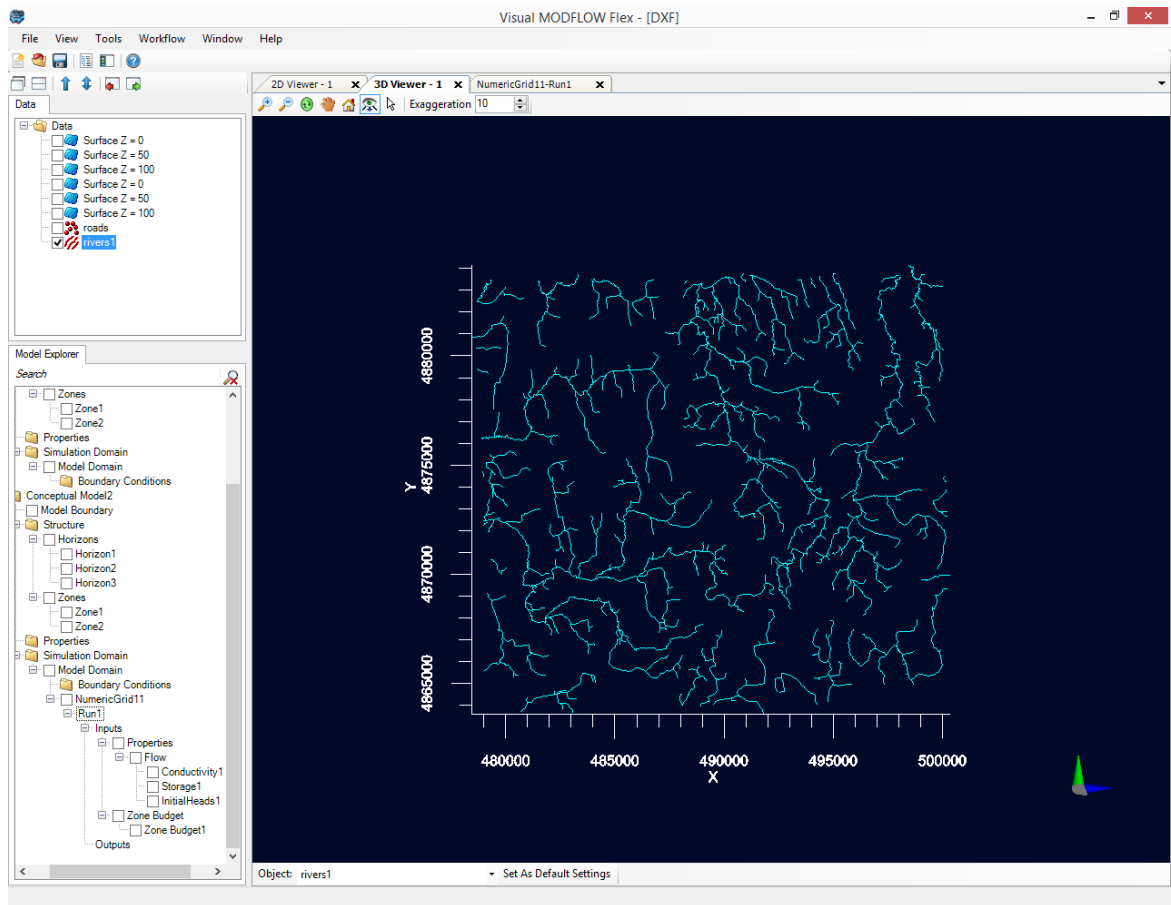 Visual MODFLOW Flex - [DXF]
File View Tools Workflow Window Help
Data
Data
Surface Z = 0
Surface Z = 50
Surface Z = 100
Surface Z = 0
Surface Z = 50
Surface Z = 100
roads
rivers1
Model Explorer
Search
Zones
Zone1
Zone2
Properties
Simulation Domain
Model Domain
Boundary Conditions
Conceptual Model2
Model Boundary
Structure
Horizons
Horizon1
Horizon2
Horizon3
Zones
Zone1
Zone2
Properties
Simulation Domain
Model Domain
Boundary Conditions
NumericGrid11
Run1
Inputs
Properties
Flow
Conductivity1
Storage1
InitialHeads1
Zone Budget
Zone Budget1
Outputs
2D Viewer - 1 3D Viewer - 1 NumericGrid11-Run1
Exaggeration 10
4880000
4875000
Y
4870000
4865000
480000 485000 490000 495000 500000
X
Object: rivers1 Set As Default Settings